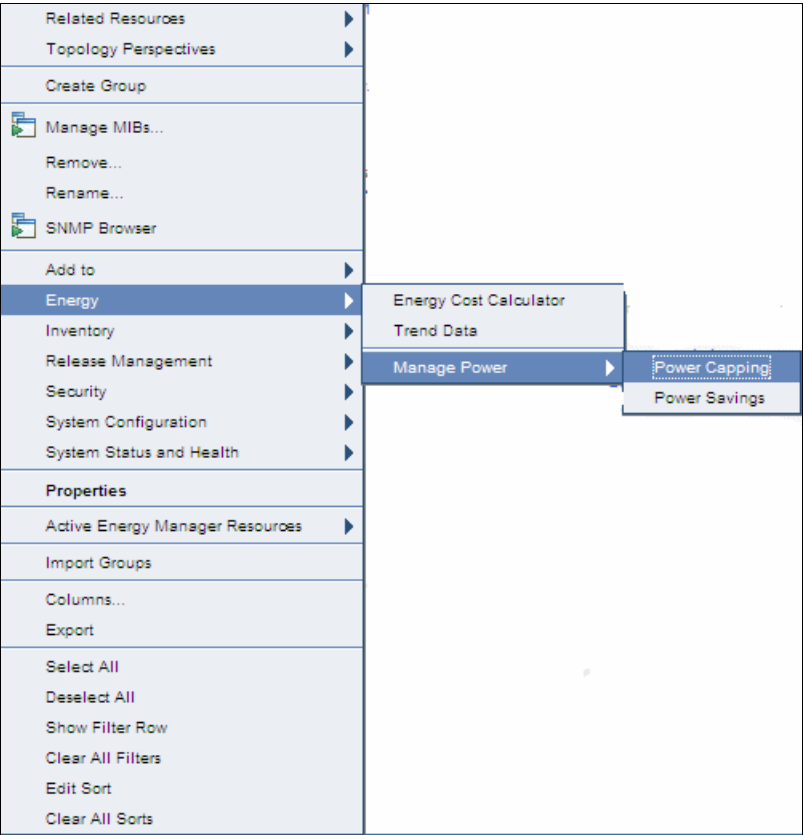 Related Resources
Topology Perspectives
Create Group
Manage MIBs...
Remove...
Rename...
SNMP Browser
Add to
Energy
Inventory
Release Management
Security
System Configuration
System Status and Health
Properties
Active Energy Manager Resources
Import Groups
Columns...
Export
Select All
Deselect All
Show Filter Row
Clear All Filters
Edit Sort
Clear All Sorts
Energy Cost Calculator
Trend Data
Manage Power
Power Capping
Power Savings